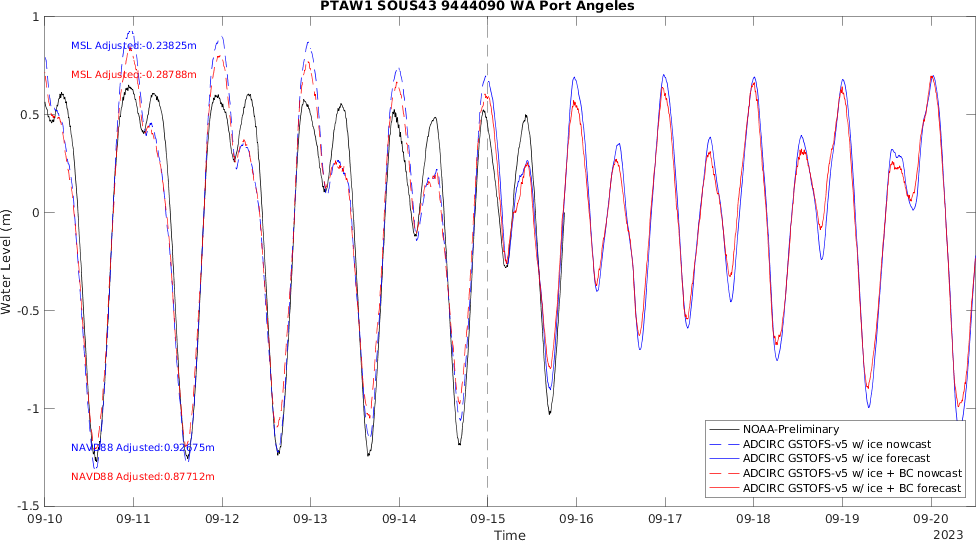 PTAW1 SOUS43 9444090 WA Port Angeles
1
MSL Adjusted:-0.23825m
MSL Adjusted:-0.28788m
0.5
0
Water Level (m)
-0.5
-1
NAVD88 Adjusted:0.92675m
NAVD88 Adjusted:0.87712m
-1.5
NOAA-Preliminary
ADCIRC GSTOFS-v5 w/ ice nowcast
ADCIRC GSTOFS-v5 w/ ice forecast
ADCIRC GSTOFS-v5 w/ ice + BC nowcast
ADCIRC GSTOFS-v5 w/ ice + BC forecast
09-10 09-11 09-12 09-13 09-14 09-15 09-16 09-17 09-18 09-19 09-20
Time
2023